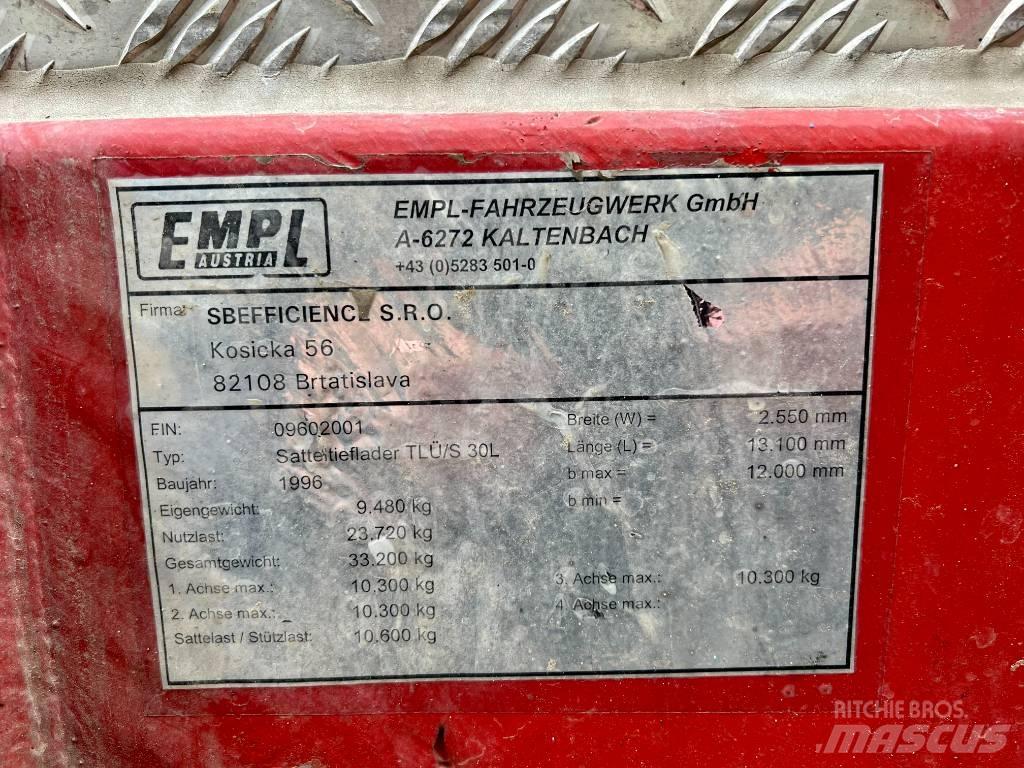 EMPL
AUSTRIA
EMPL-FAHRZEUGWERK GmbH
A-6272 KALTENBACH
+43 (0)5283 501-0
Firma: SBEFFICIENCE S.R.O.
Kosicka 56
82108 Brtatislava
FIN: 09602001
Typ: Satteltieflader TLÜ/S 30L
Baujahr: 1996
Eigengewicht: 9.480 kg
Nutzlast: 23.720 kg
Gesamtgewicht: 33.200 kg
1. Achse max.: 10.300 kg
2. Achse max.: 10.300 kg
Sattelast / Stützlast: 10.600 kg
Breite (W) = 2.550 mm
Länge (L) = 13.100 mm
b max = 12.000 mm
b min =
3. Achse max.: 10.300 kg
4. Achse max.:
RITCHIE BROS.
MASCUS